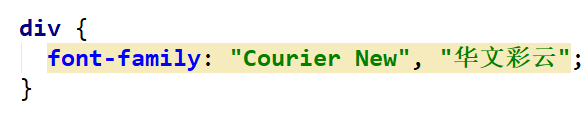 div {
  font-family: "Courier New", "华文彩云";
}